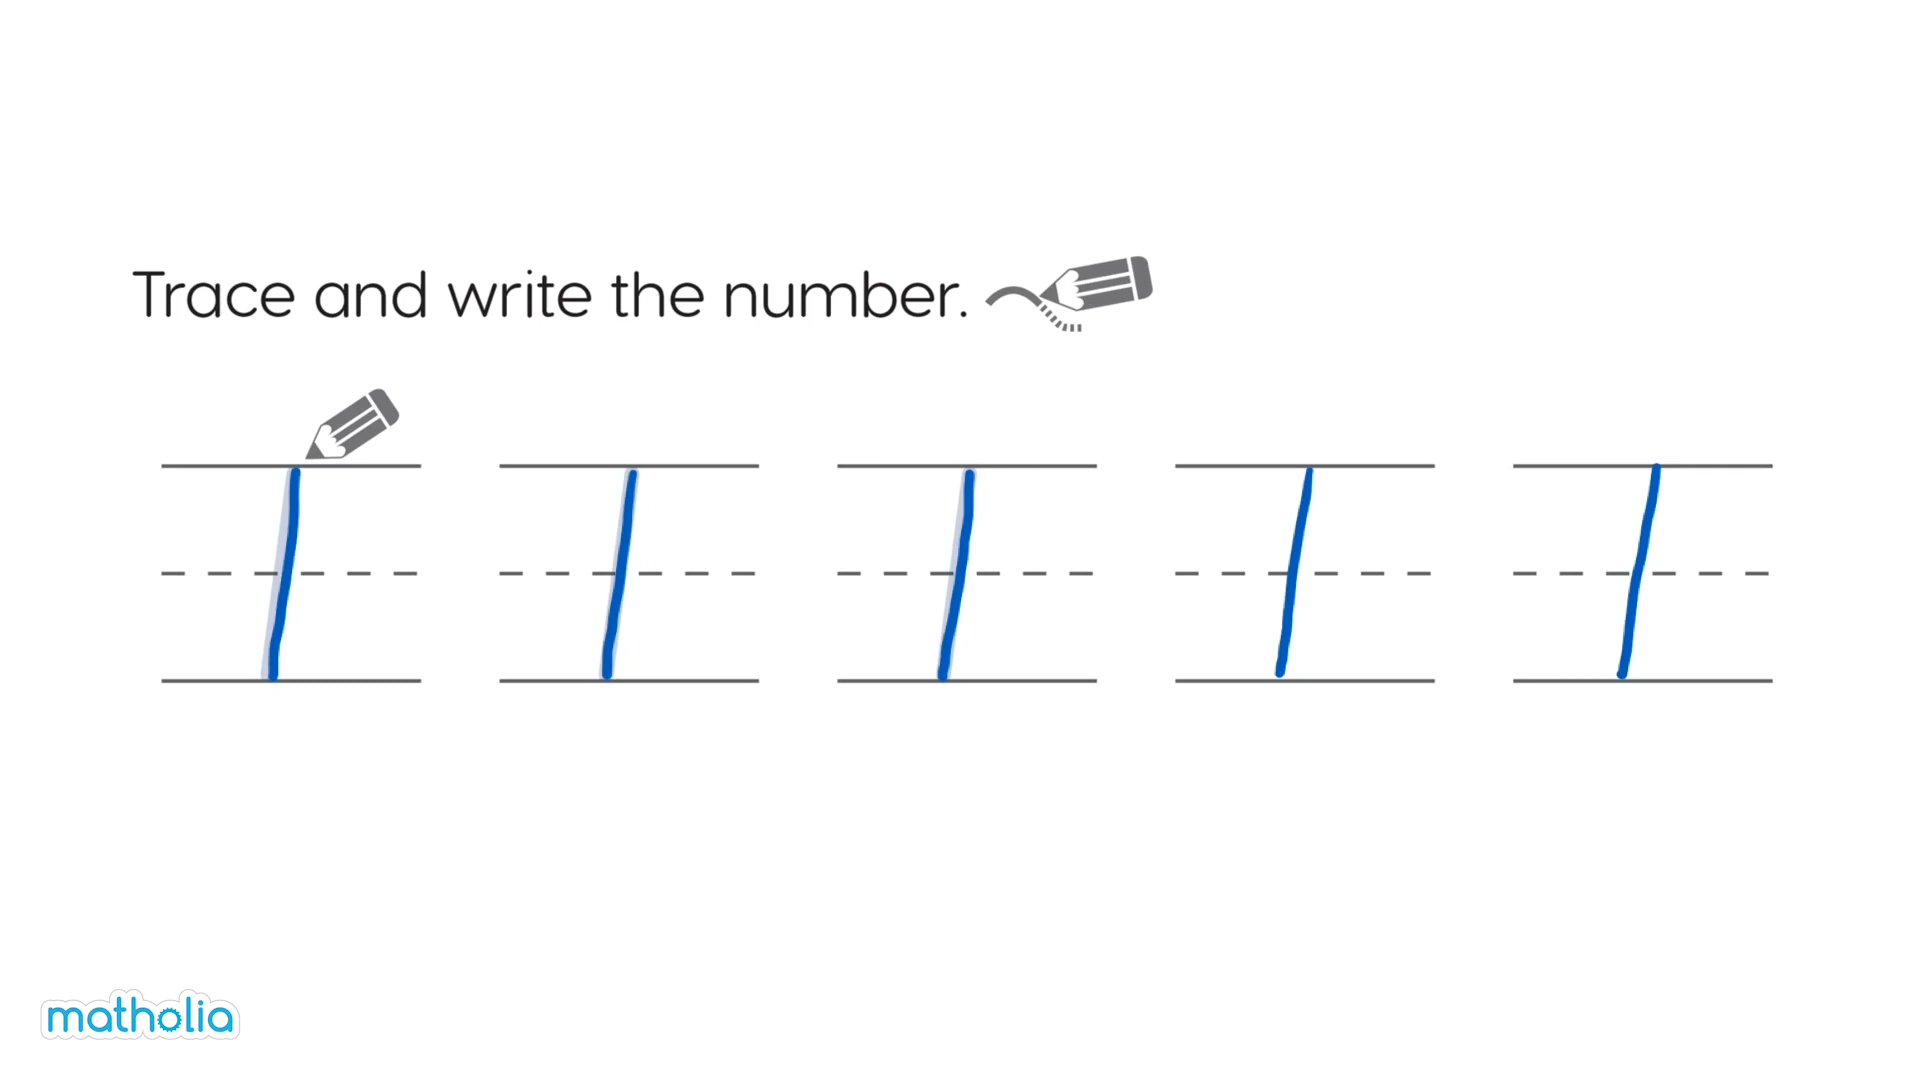 Trace and write the number.
1 1 1 1 1
matholia